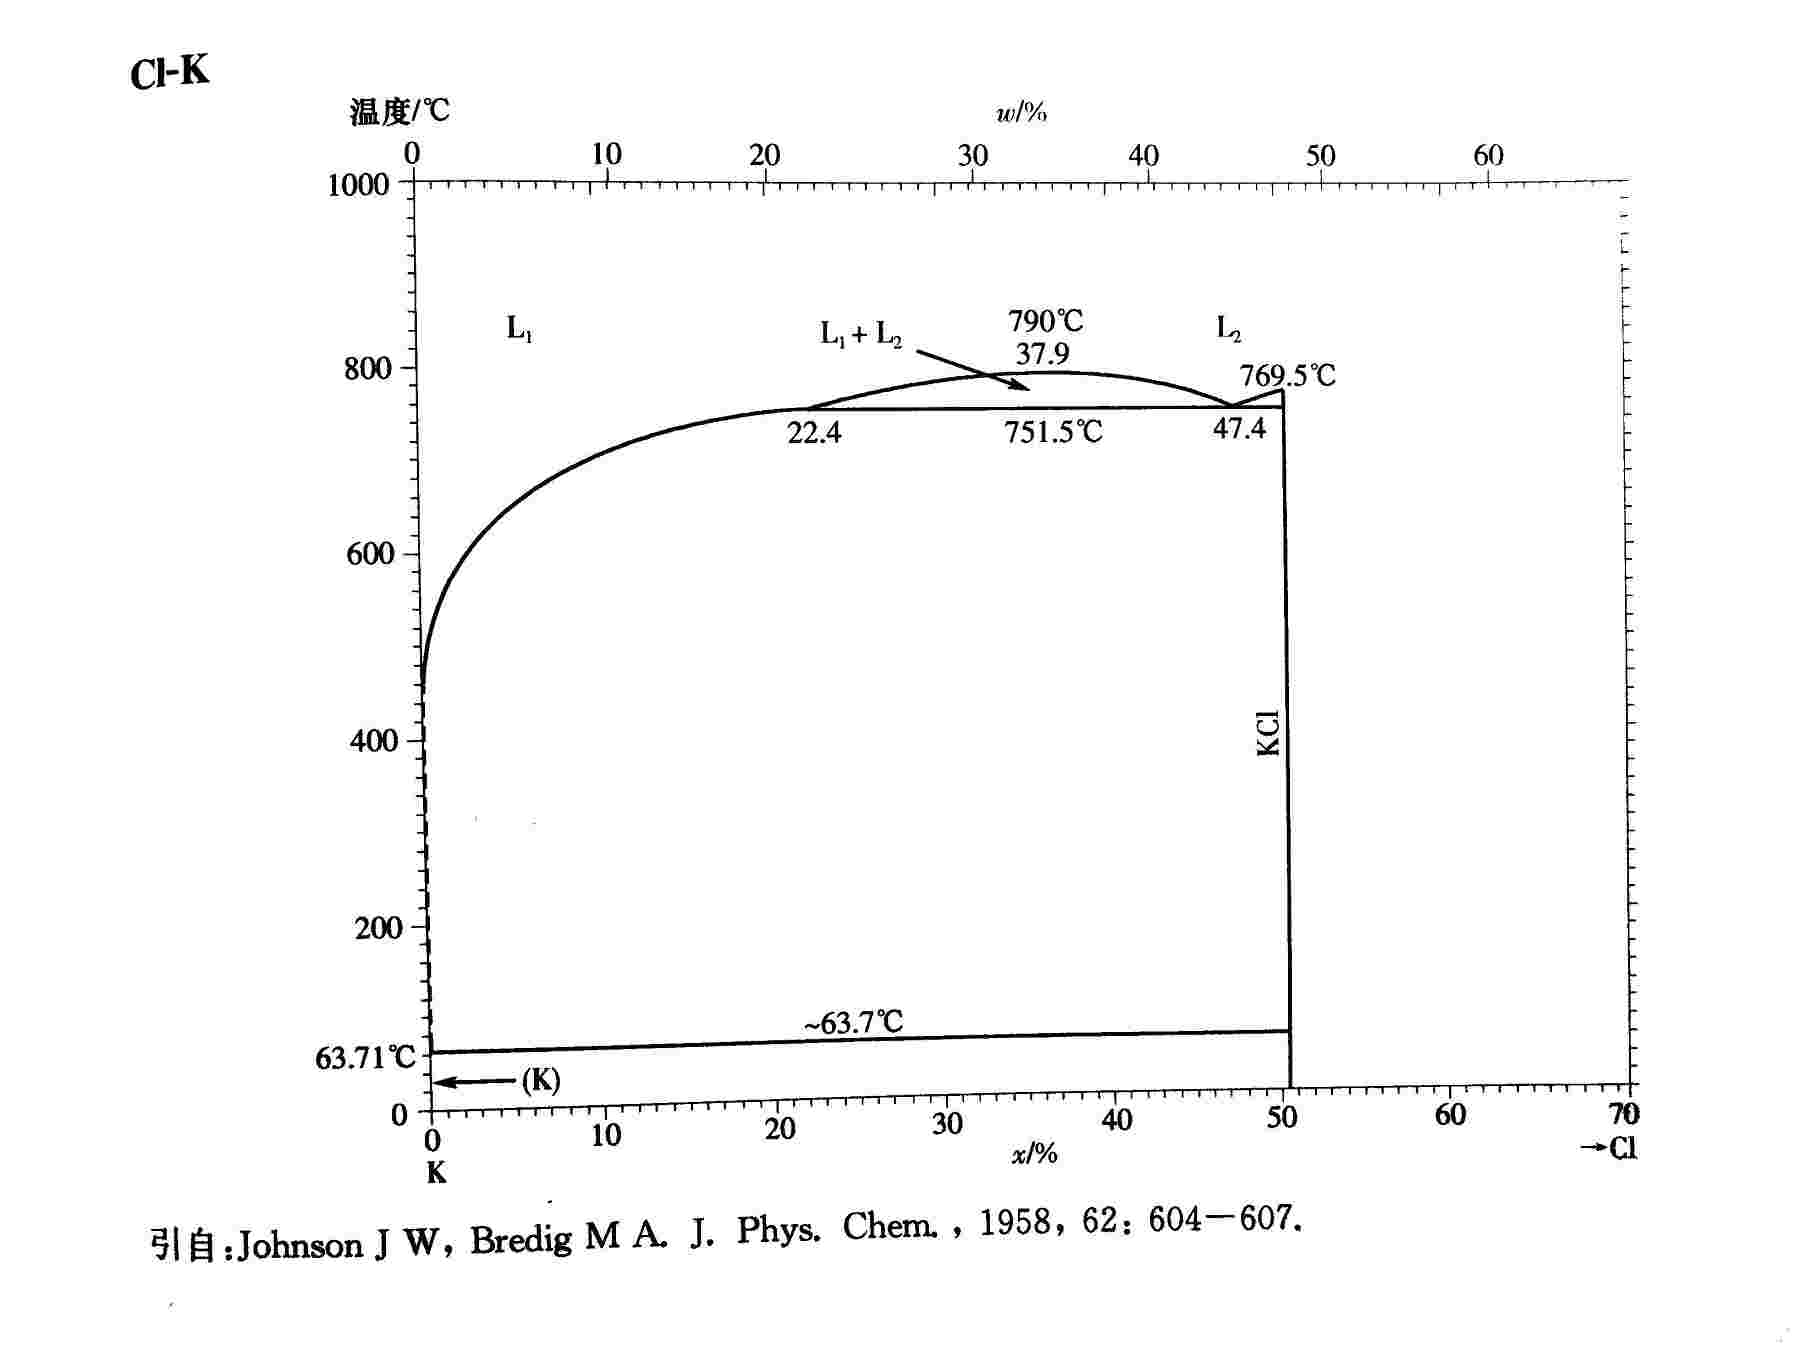 Cl-K
温度/℃
w/%
0 10 20 30 40 50 60
1000
800
600
400
200
63.71℃
0
L₁
L₁ + L₂
790℃
37.9
L₂
769.5℃
22.4
751.5℃
47.4
KCl
~63.7℃
(K)
0 10 20 30 40 50 60 70
K
x/%
→Cl
引自:Johnson J W, Bredig M A. J. Phys. Chem., 1958, 62: 604—607.